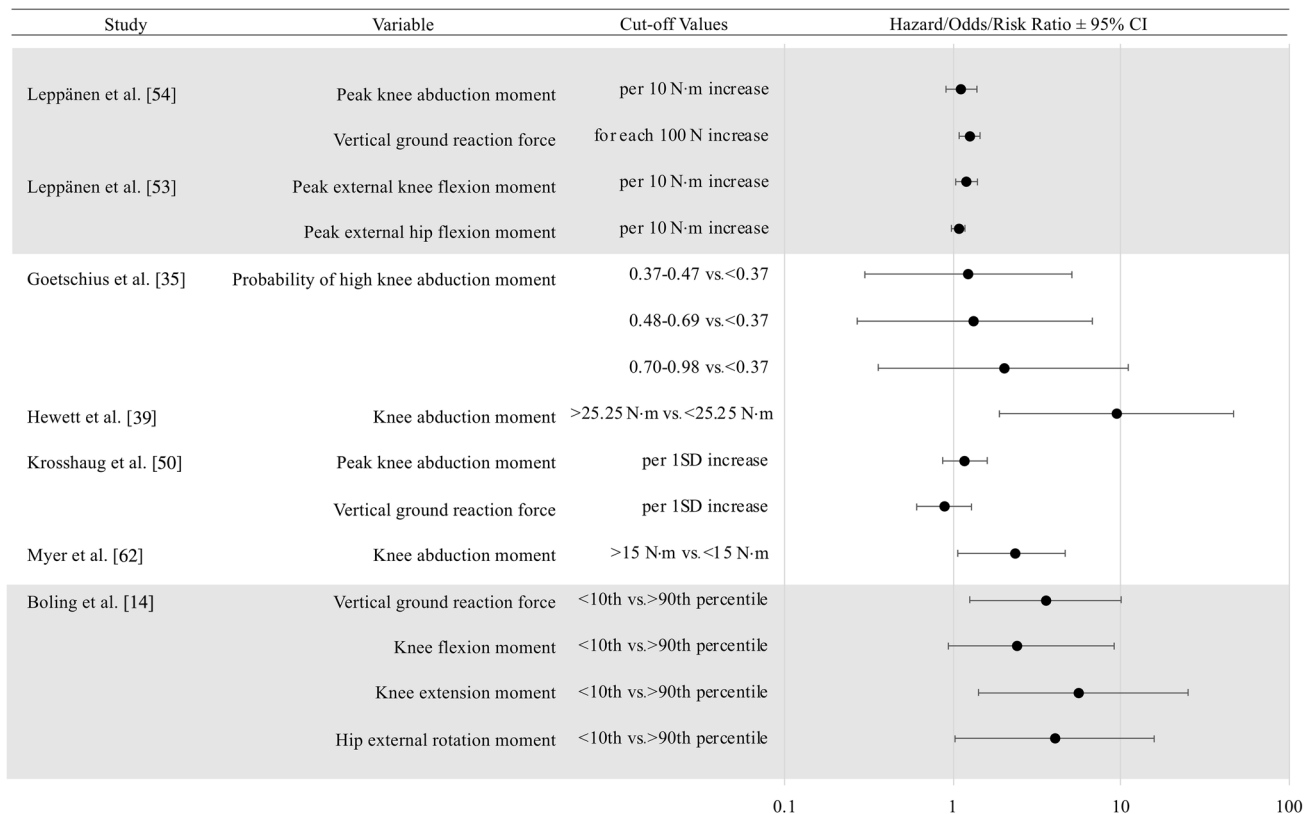 Study Variable Cut-off Values Hazard/Odds/Risk Ratio ± 95% CI
Leppänen et al. [54] Peak knee abduction moment per 10 N·m increase
Vertical ground reaction force for each 100 N increase
Leppänen et al. [53] Peak external knee flexion moment per 10 N·m increase
Peak external hip flexion moment per 10 N·m increase
Goetschius et al. [35] Probability of high knee abduction moment 0.37-0.47 vs.<0.37
0.48-0.69 vs.<0.37
0.70-0.98 vs.<0.37
Hewett et al. [39] Knee abduction moment >25.25 N·m vs.<25.25 N·m
Krosshaug et al. [50] Peak knee abduction moment per 1SD increase
Vertical ground reaction force per 1SD increase
Myer et al. [62] Knee abduction moment >15 N·m vs.<15 N·m
Boling et al. [14] Vertical ground reaction force <10th vs.>90th percentile
Knee flexion moment <10th vs.>90th percentile
Knee extension moment <10th vs.>90th percentile
Hip external rotation moment <10th vs.>90th percentile
0.1 1 10 100